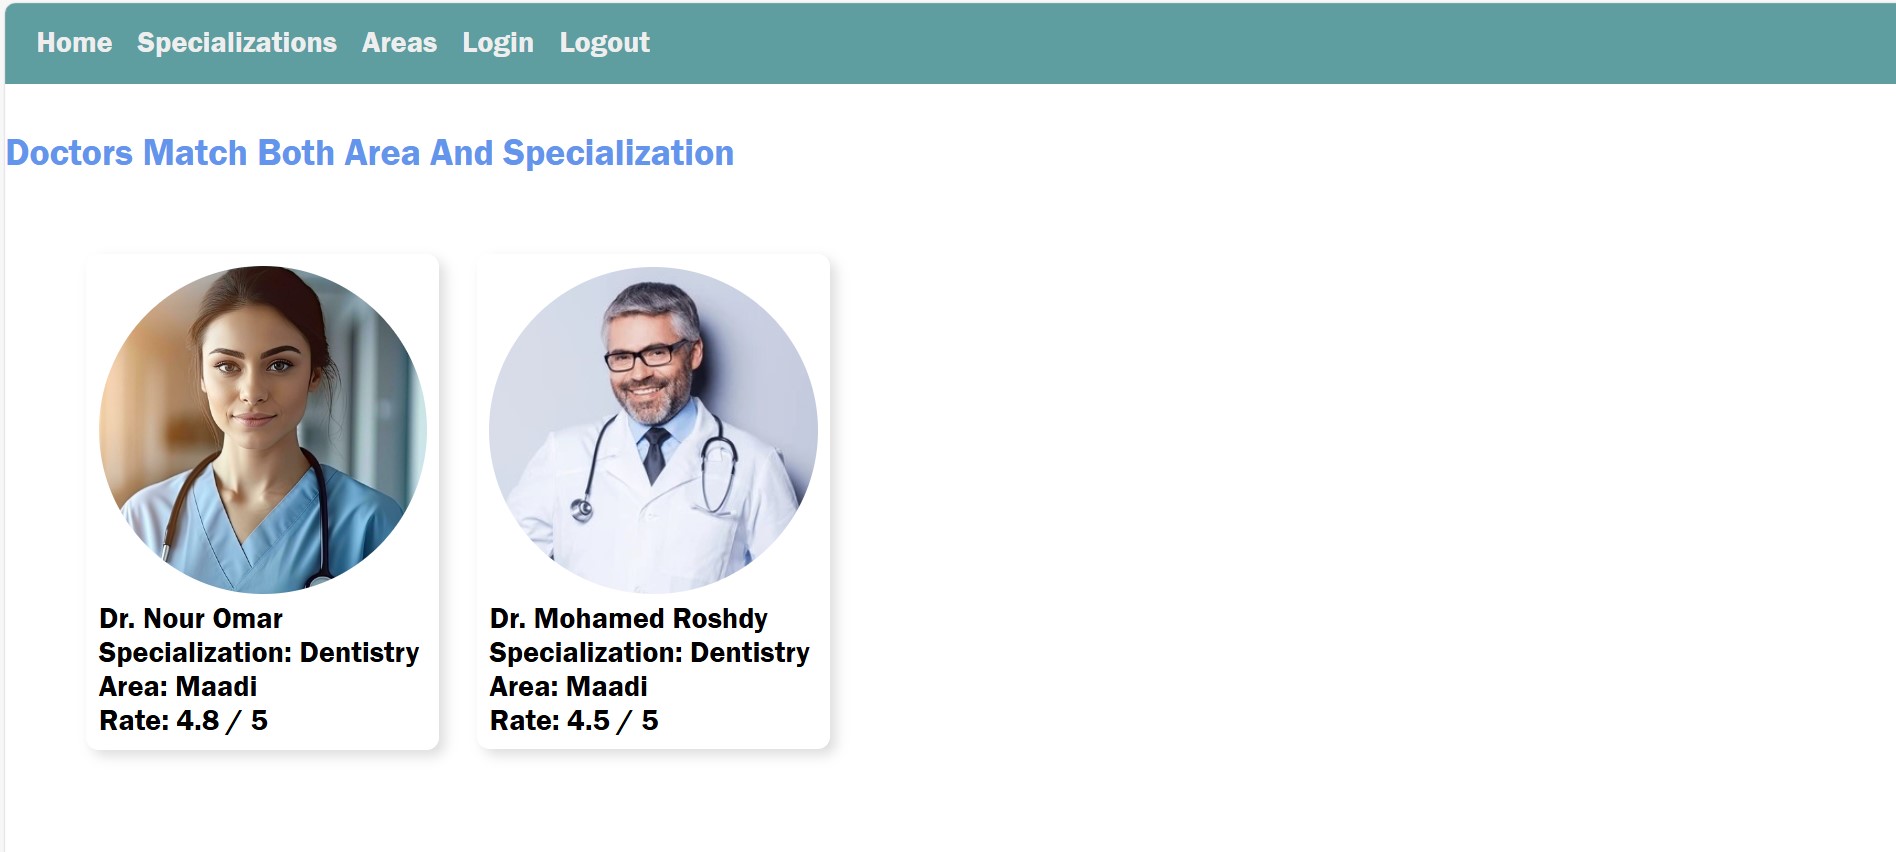 Home Specializations Areas Login Logout
Doctors Match Both Area And Specialization
Dr. Nour Omar
Specialization: Dentistry
Area: Maadi
Rate: 4.8 / 5
Dr. Mohamed Roshdy
Specialization: Dentistry
Area: Maadi
Rate: 4.5 / 5